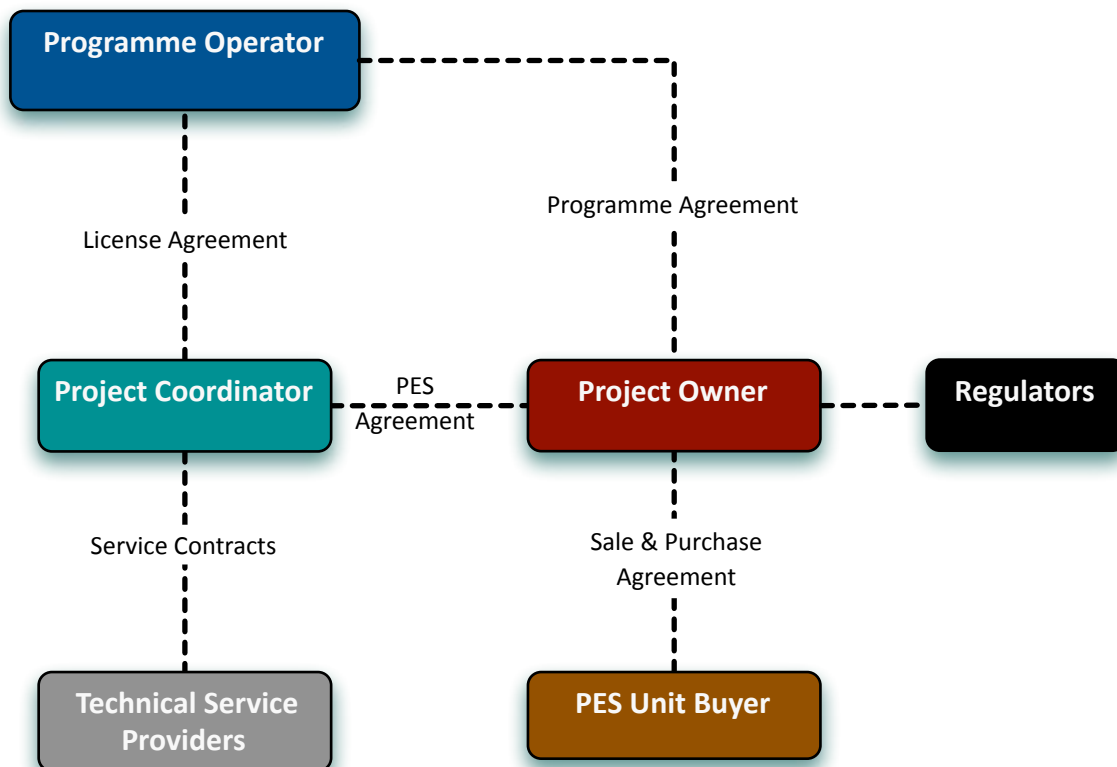 Programme Operator
Programme Agreement
License Agreement
Project Coordinator
PES
Agreement
Project Owner
Regulators
Service Contracts
Sale & Purchase
Agreement
Technical Service
Providers
PES Unit Buyer